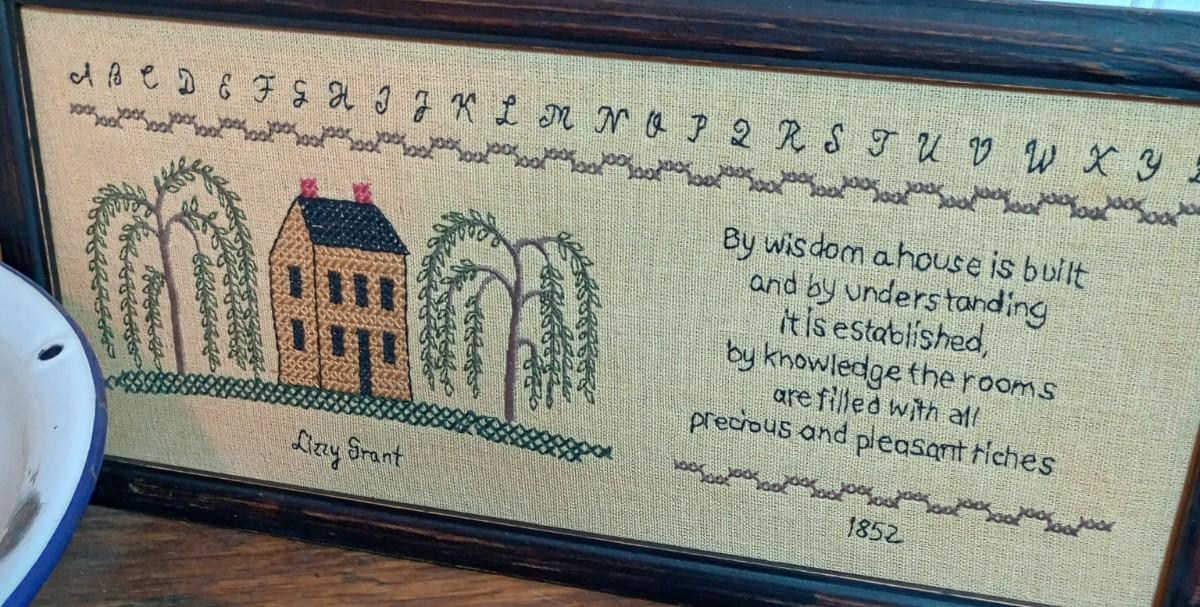 A B C D E F G H I J K L M N O P Q R S T U V W X Y Z
By wisdom a house is built
and by understanding
it is established,
by knowledge the rooms
are filled with all
precious and pleasant riches
Lizzy Grant
1852